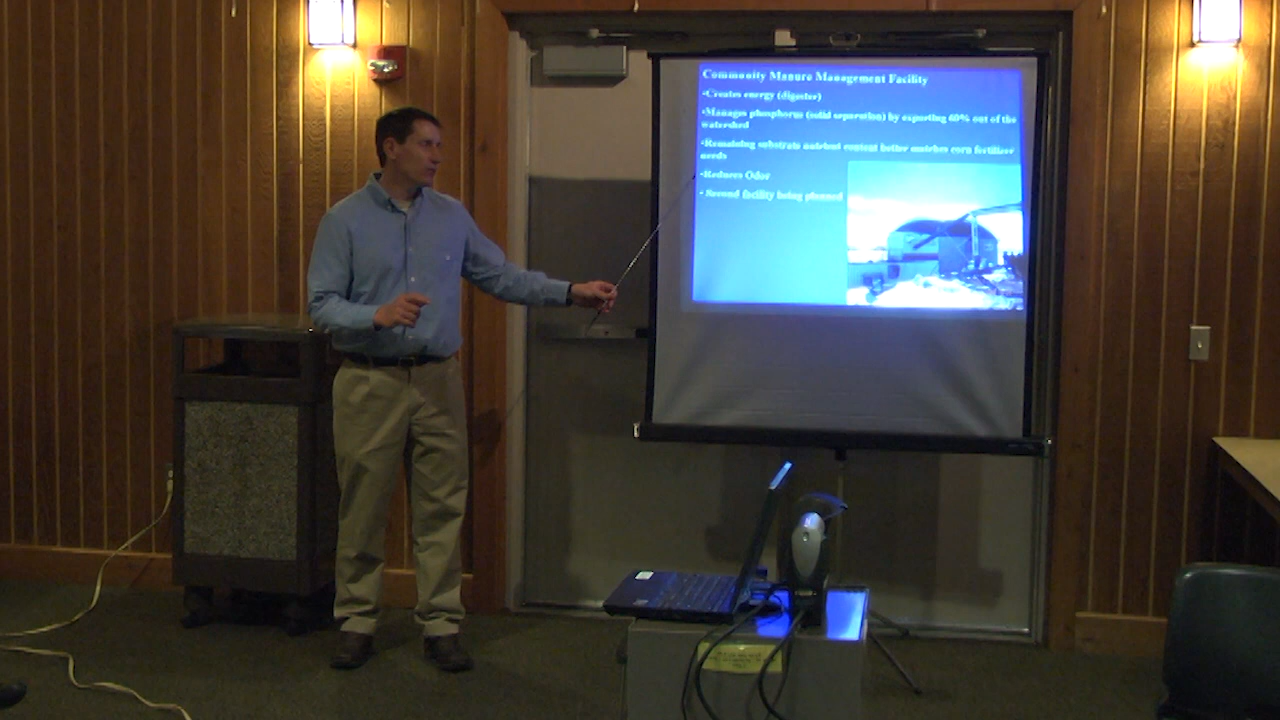 Community Manure Management Facility
•Creates energy (digester)
•Manages phosphorus (solid separation) by exporting 60% out of the
watershed
•Remaining substrate nutrient content better matches corn fertilizer
needs
•Reduces Odor
• Second facility being planned